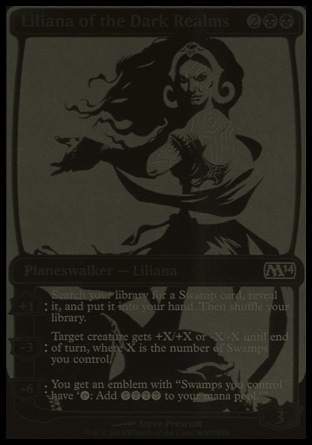 Liliana of the Dark Realms 2
Planeswalker — Liliana M14
+1: Search your library for a Swamp card, reveal
it, and put it into your hand. Then shuffle your
library.
-3: Target creature gets +X/+X or -X/-X until end
of turn, where X is the number of Swamps
you control.
-6: You get an emblem with “Swamps you control
have ‘: Add to your mana pool.’”
Steve Prescott
3